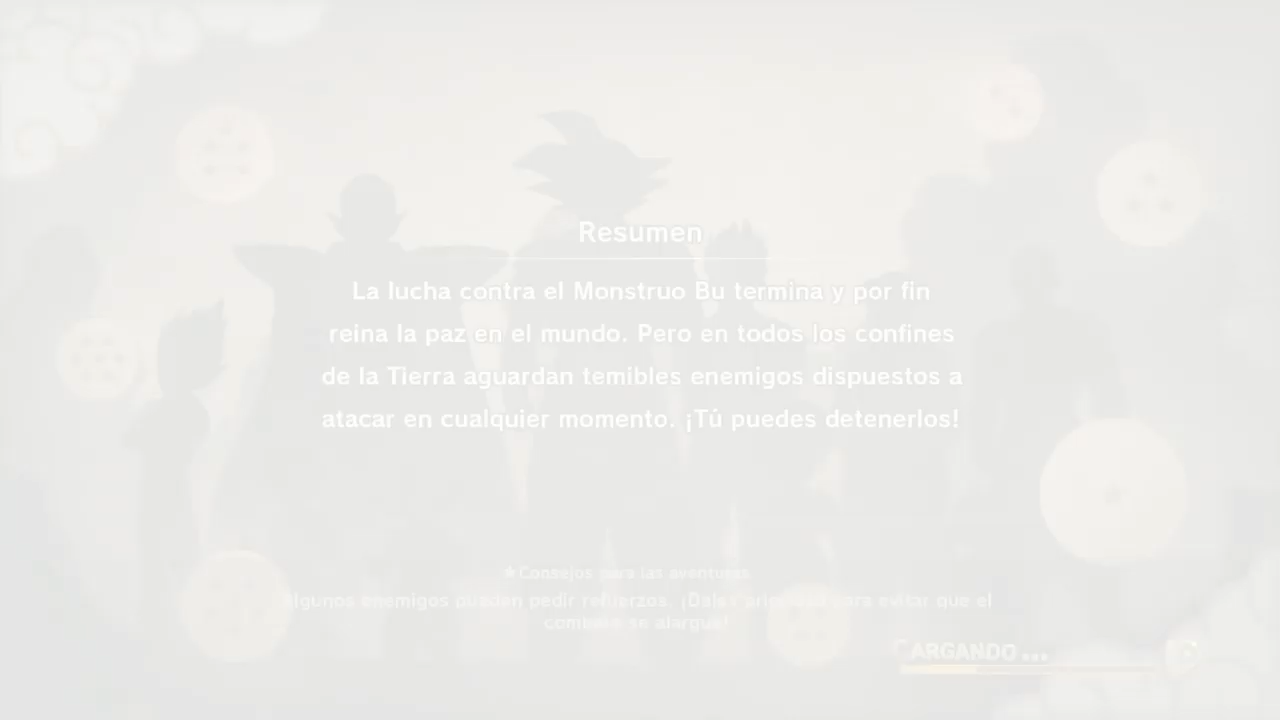 Resumen
La lucha contra el Monstruo Bu termina y por fin
reina la paz en el mundo. Pero en todos los confines
de la Tierra aguardan temibles enemigos dispuestos a
atacar en cualquier momento. ¡Tú puedes detenerlos!
★Consejos para las aventuras
Algunos enemigos pueden pedir refuerzos. ¡Dales prioridad para evitar que el
combate se alargue!
CARGANDO...